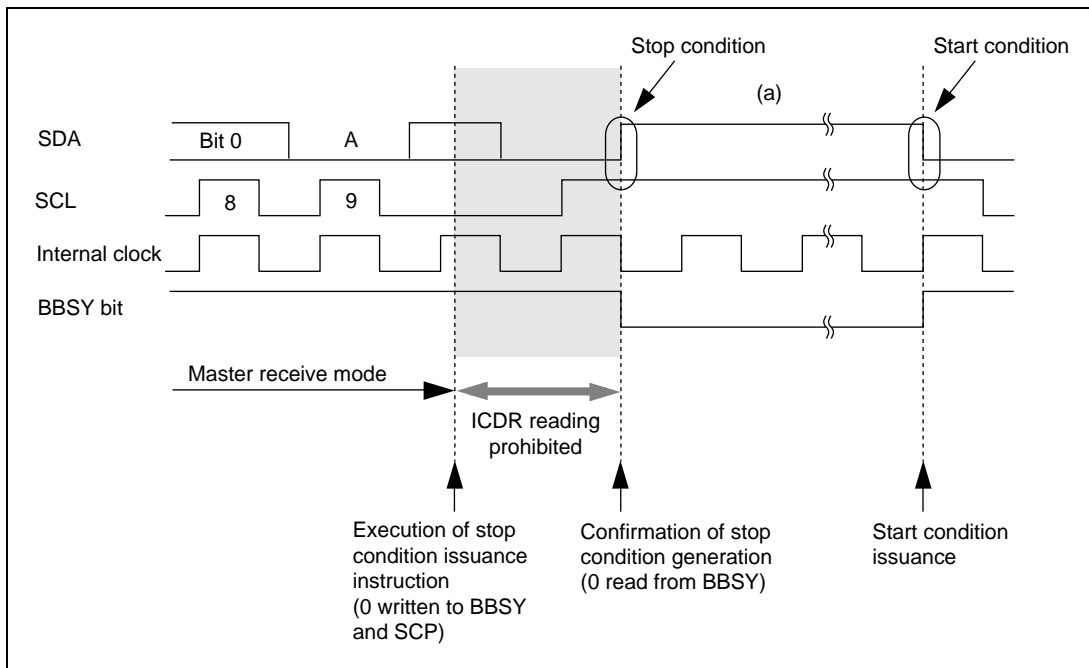 Stop condition
Start condition
(a)
SDA
Bit 0
A
SCL
8
9
Internal clock
BBSY bit
Master receive mode
ICDR reading
prohibited
Execution of stop
condition issuance
instruction
(0 written to BBSY
and SCP)
Confirmation of stop
condition generation
(0 read from BBSY)
Start condition
issuance